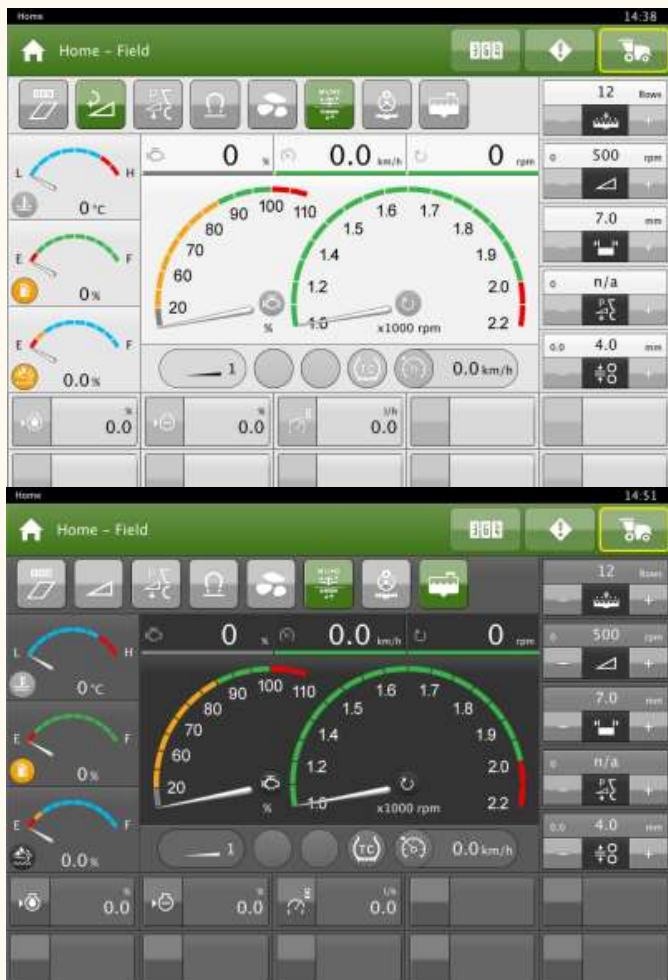 Home 14:38
Home – Field
12 Rows
0 % 0.0 km/h 0 rpm
0 500 rpm
L H
0 °C
90 100 110
80
70
60
20
%
1.6 1.7
1.5 1.8
1.4 1.9
1.2 2.0
1.0 2.2
x1000 rpm
7.0 mm
E F
0 %
0 n/a
E F
0.0 %
1 TC 0.0 km/h
0.0 4.0 mm
% 0.0
% 0.0
l/h 0.0
Home 14:51
Home – Field
12 Rows
0 % 0.0 km/h 0 rpm
0 500 rpm
L H
0 °C
90 100 110
80
70
60
20
%
1.6 1.7
1.5 1.8
1.4 1.9
1.2 2.0
1.0 2.2
x1000 rpm
7.0 mm
E F
0 %
0 n/a
E F
0.0 %
1 TC 0.0 km/h
0.0 4.0 mm
% 0.0
% 0.0
l/h 0.0